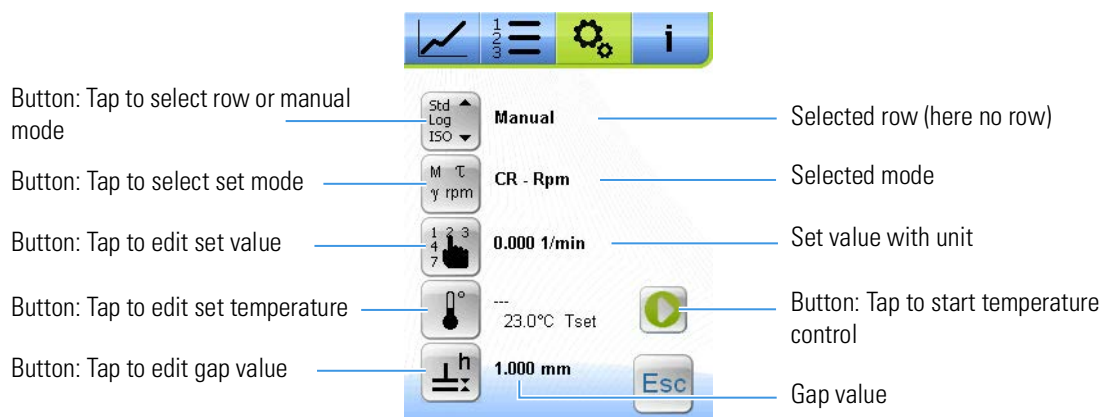 1
2
3
i
Button: Tap to select row or manual
mode
Std
Log
ISO
Manual
Selected row (here no row)
Button: Tap to select set mode
M τ
γ rpm
CR - Rpm
Selected mode
Button: Tap to edit set value
1 2 3
4
7
0.000 1/min
Set value with unit
Button: Tap to edit set temperature
°
---
23.0°C Tset
Button: Tap to start temperature
control
Button: Tap to edit gap value
h
1.000 mm
Esc
Gap value